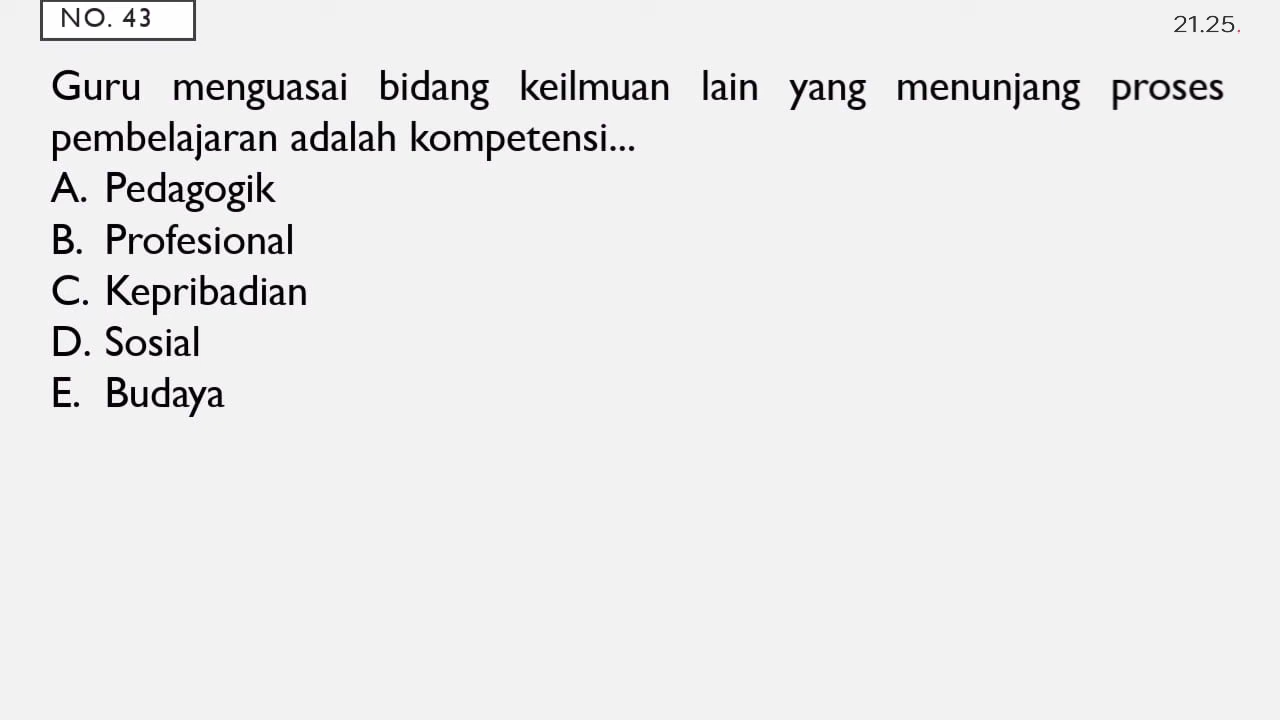 NO. 43
21.25.
Guru menguasai bidang keilmuan lain yang menunjang proses
pembelajaran adalah kompetensi...
A. Pedagogik
B. Profesional
C. Kepribadian
D. Sosial
E. Budaya